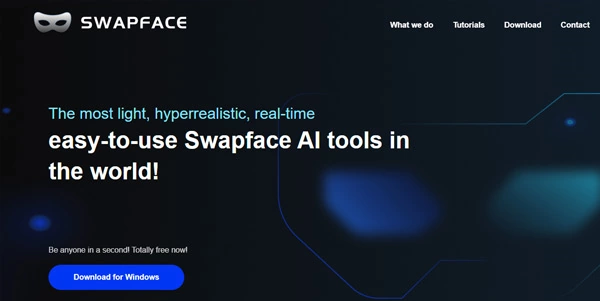 SWAPFACE
What we do Tutorials Download Contact
The most light, hyperrealistic, real-time
easy-to-use Swapface AI tools in
the world!
Be anyone in a second! Totally free now!
Download for Windows